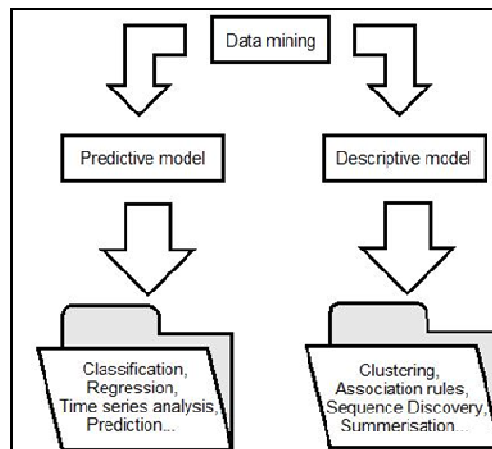 Data mining
Predictive model
Descriptive model
Classification,
Regression,
Time series analysis,
Prediction...
Clustering,
Association rules,
Sequence Discovery,
Summerisation...